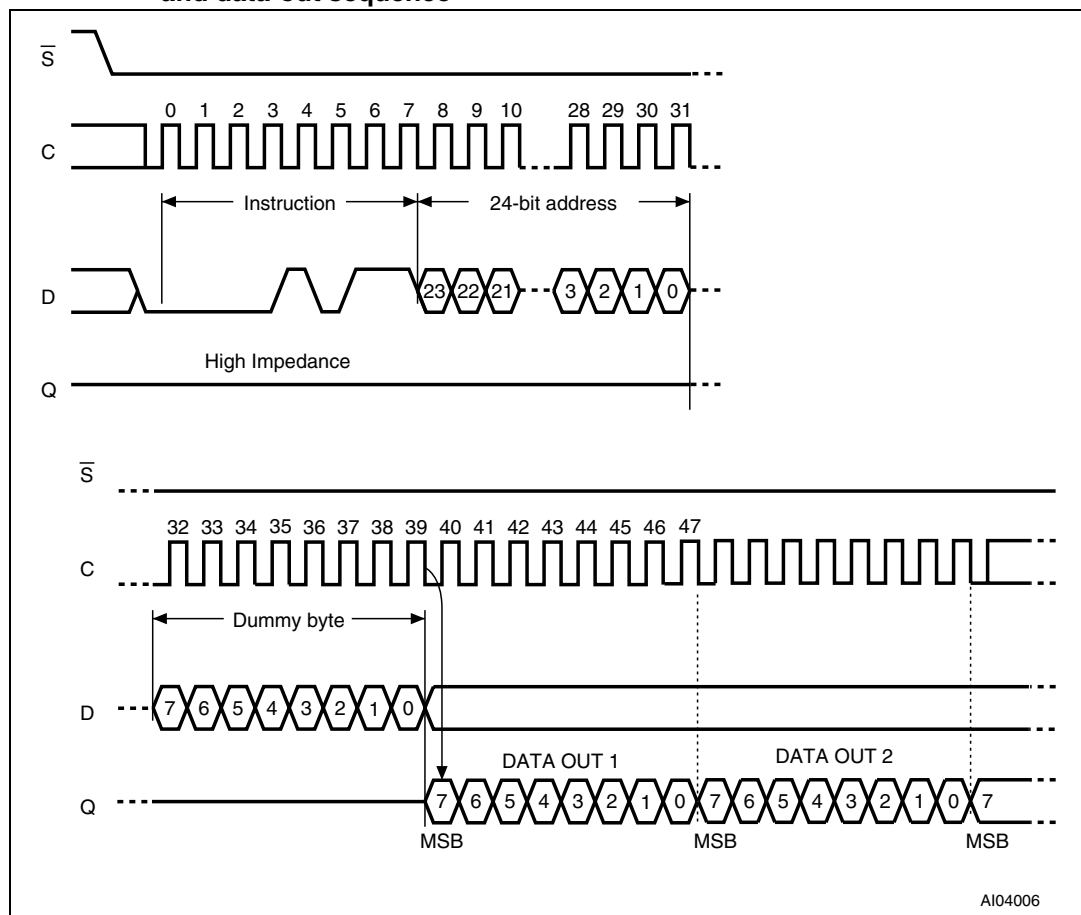 and data-out sequence
S
0 1 2 3 4 5 6 7 8 9 10 28 29 30 31
C
Instruction 24-bit address
D 23 22 21 3 2 1 0
High Impedance
Q
S
32 33 34 35 36 37 38 39 40 41 42 43 44 45 46 47
C
Dummy byte
D 7 6 5 4 3 2 1 0
DATA OUT 1 DATA OUT 2
Q 7 6 5 4 3 2 1 0 7 6 5 4 3 2 1 0 7
MSB MSB MSB
AI04006